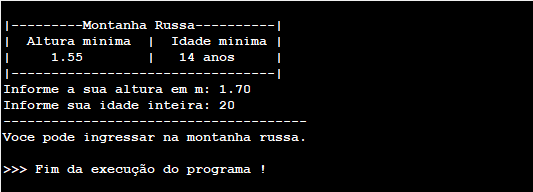 |---------Montanha Russa----------|
|  Altura minima  |  Idade minima |
|     1.55        |   14 anos     |
|---------------------------------|
Informe a sua altura em m: 1.70
Informe sua idade inteira: 20
--------------------------------------
Voce pode ingressar na montanha russa.
>>> Fim da execução do programa !